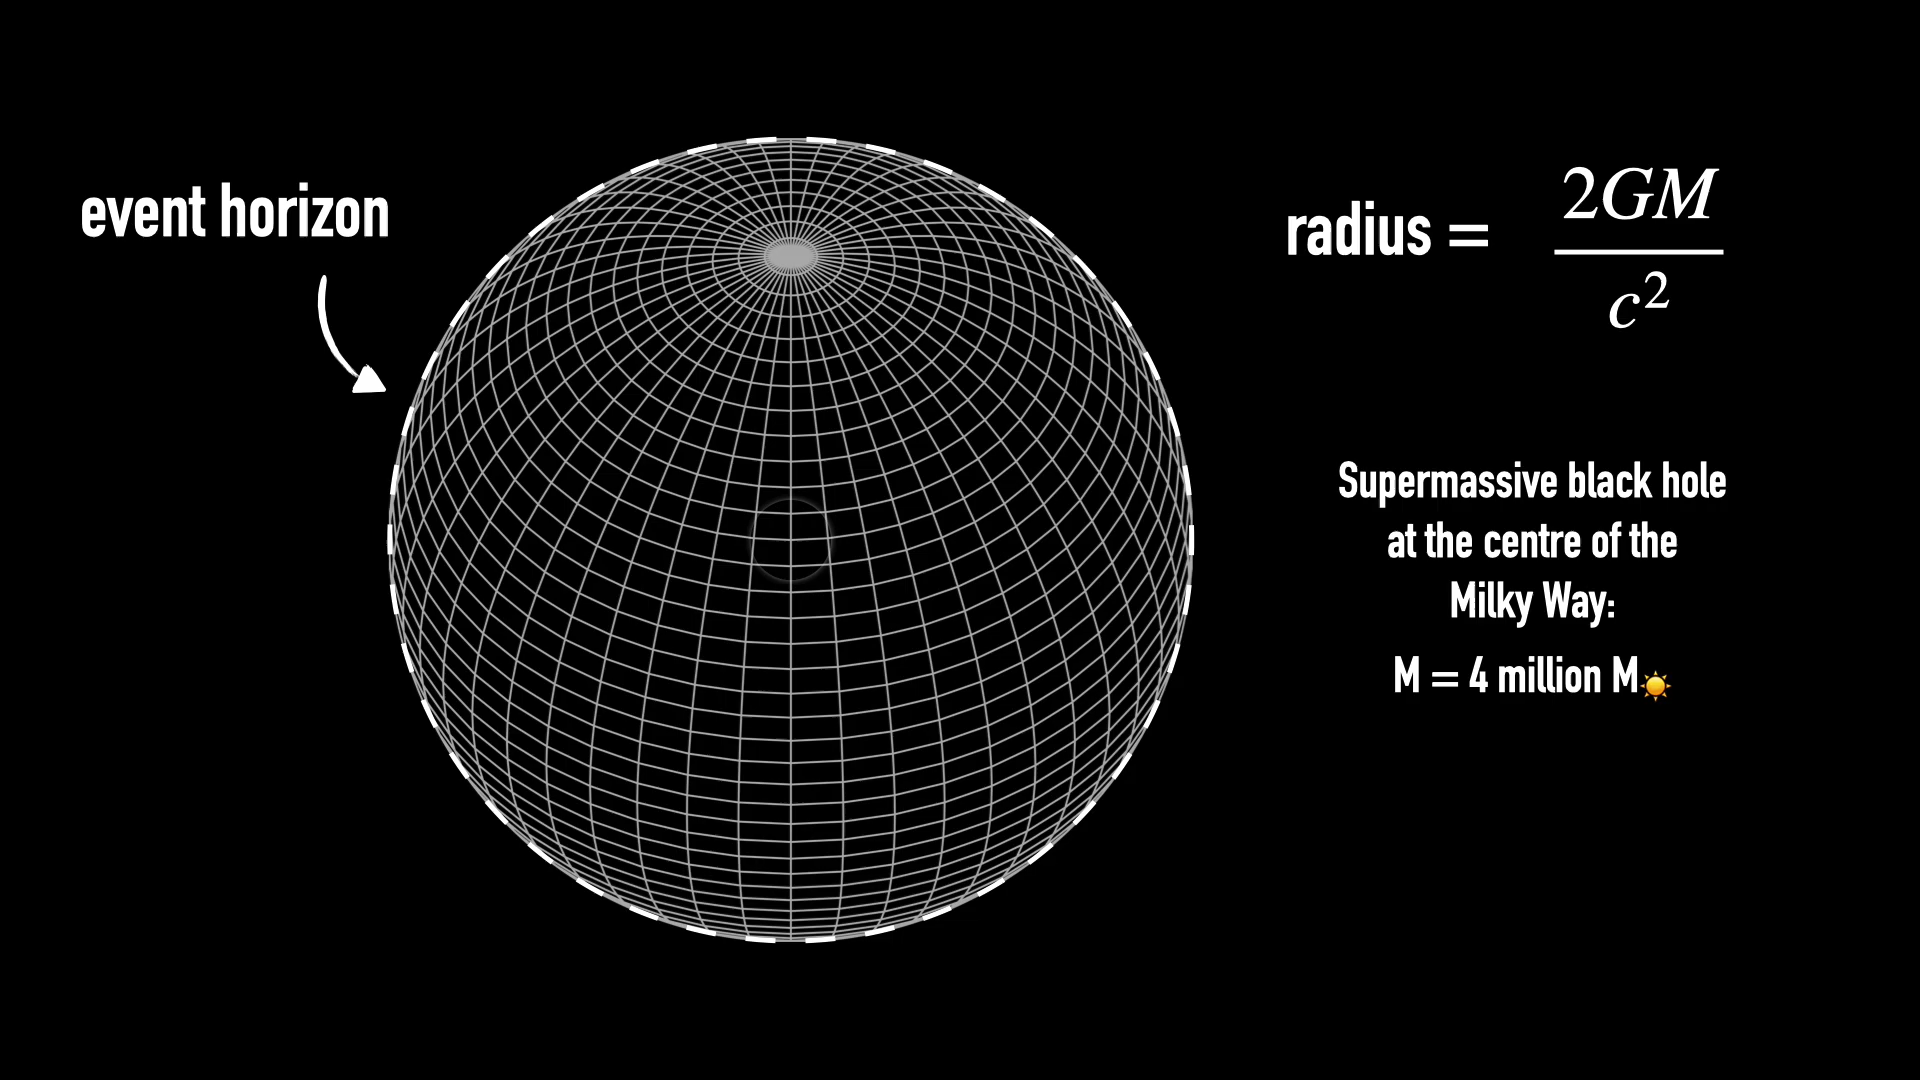 event horizon
radius = 2GM / c²
Supermassive black hole
at the centre of the
Milky Way:
M = 4 million M☀️